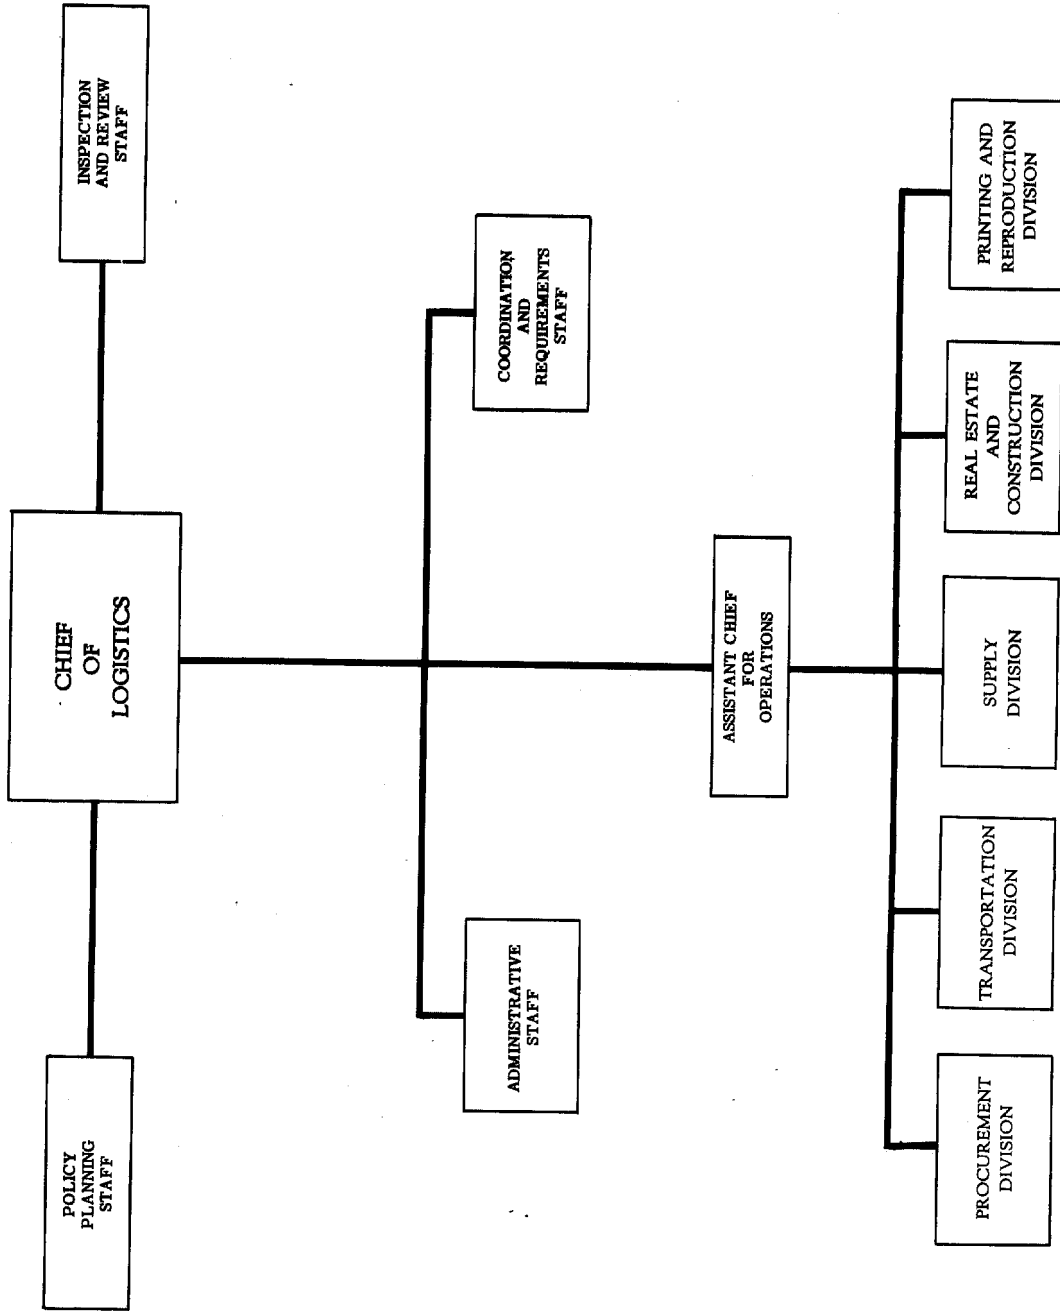 CHIEF
OF
LOGISTICS
POLICY
PLANNING
STAFF
INSPECTION
AND REVIEW
STAFF
ADMINISTRATIVE
STAFF
COORDINATION
AND
REQUIREMENTS
STAFF
ASSISTANT CHIEF
FOR
OPERATIONS
PROCUREMENT
DIVISION
TRANSPORTATION
DIVISION
SUPPLY
DIVISION
REAL ESTATE
AND
CONSTRUCTION
DIVISION
PRINTING AND
REPRODUCTION
DIVISION